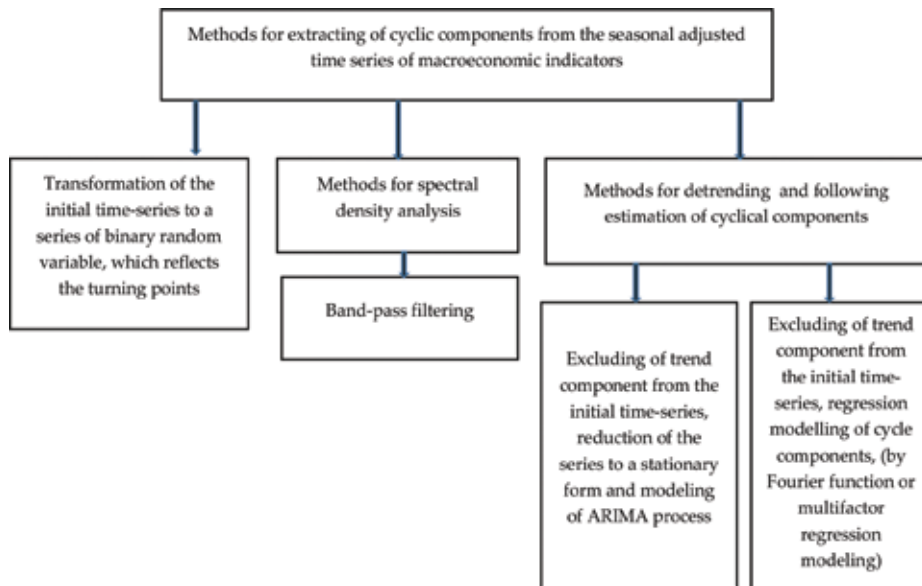 Methods for extracting of cyclic components from the seasonal adjusted
time series of macroeconomic indicators
Transformation of the
initial time-series to a
series of binary random
variable, which reflects
the turning points
Methods for spectral
density analysis
Band-pass filtering
Methods for detrending and following
estimation of cyclical components
Excluding of trend
component from the
initial time-series,
reduction of the
series to a stationary
form and modeling
of ARIMA process
Excluding of trend
component from
the initial time-
series, regression
modelling of cycle
components, (by
Fourier function or
multifactor
regression
modeling)